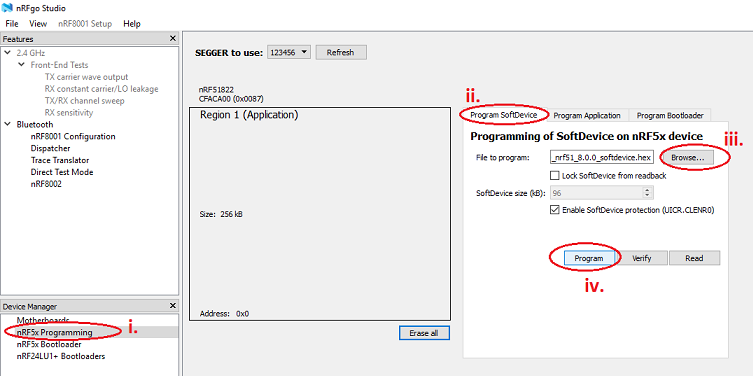 nRFgo Studio
File View nRF8001 Setup Help
Features
2.4 GHz
Front-End Tests
TX carrier wave output
RX constant carrier/LO leakage
TX/RX channel sweep
RX sensitivity
Bluetooth
nRF8001 Configuration
Dispatcher
Trace Translator
Direct Test Mode
nRF8002
Device Manager
Motherboards
nRF5x Programming
i.
nRF5x Bootloader
nRF24LU1+ Bootloaders
SEGGER to use: 123456 Refresh
nRF51822
CFACA00 (0x0087)
Region 1 (Application)
Size: 256 kB
Address: 0x0
Erase all
ii.
Program SoftDevice Program Application Program Bootloader
Programming of SoftDevice on nRF5x device
iii.
File to program: _nrf51_8.0.0_softdevice.hex Browse...
Lock SoftDevice from readback
SoftDevice size (kB): 96
Enable SoftDevice protection (UICR.CLENR0)
Program Verify Read
iv.